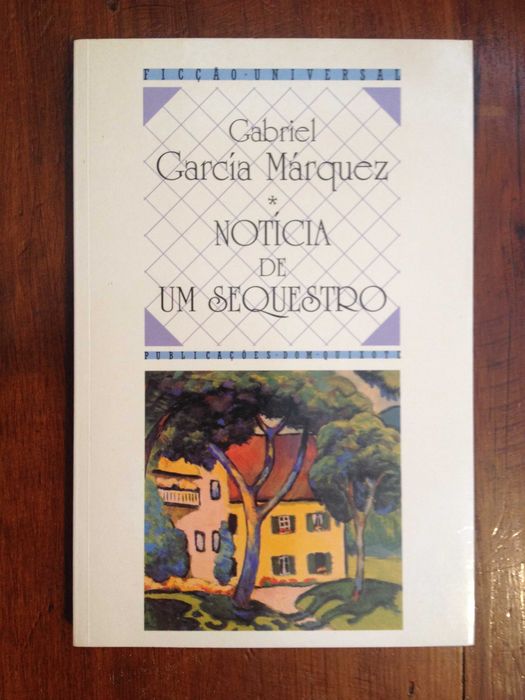 FICÇÃO·UNIVERSAL
Gabriel
García Márquez
*
NOTÍCIA
DE
UM SEQUESTRO
PUBLICAÇÕES·DOM·QUIXOTE